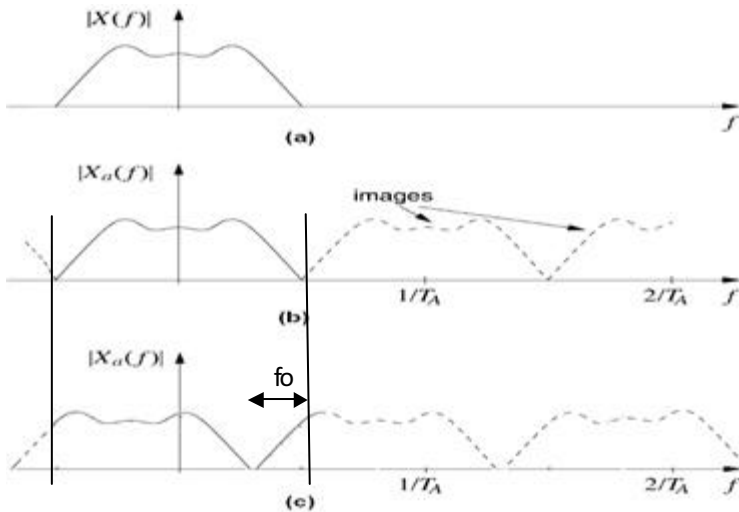 |X(f)|
f
(a)
|Xa(f)|
images
1/TA
2/TA
f
(b)
|Xa(f)|
fo
1/TA
2/TA
f
(c)